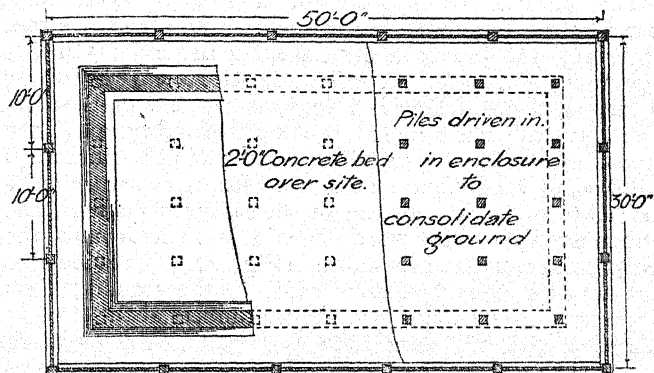 50'-0"
10'-0"
10'-0"
30'-0"
2'-0" Concrete bed
over site.
Piles driven in.
in enclosure
to
consolidate
ground